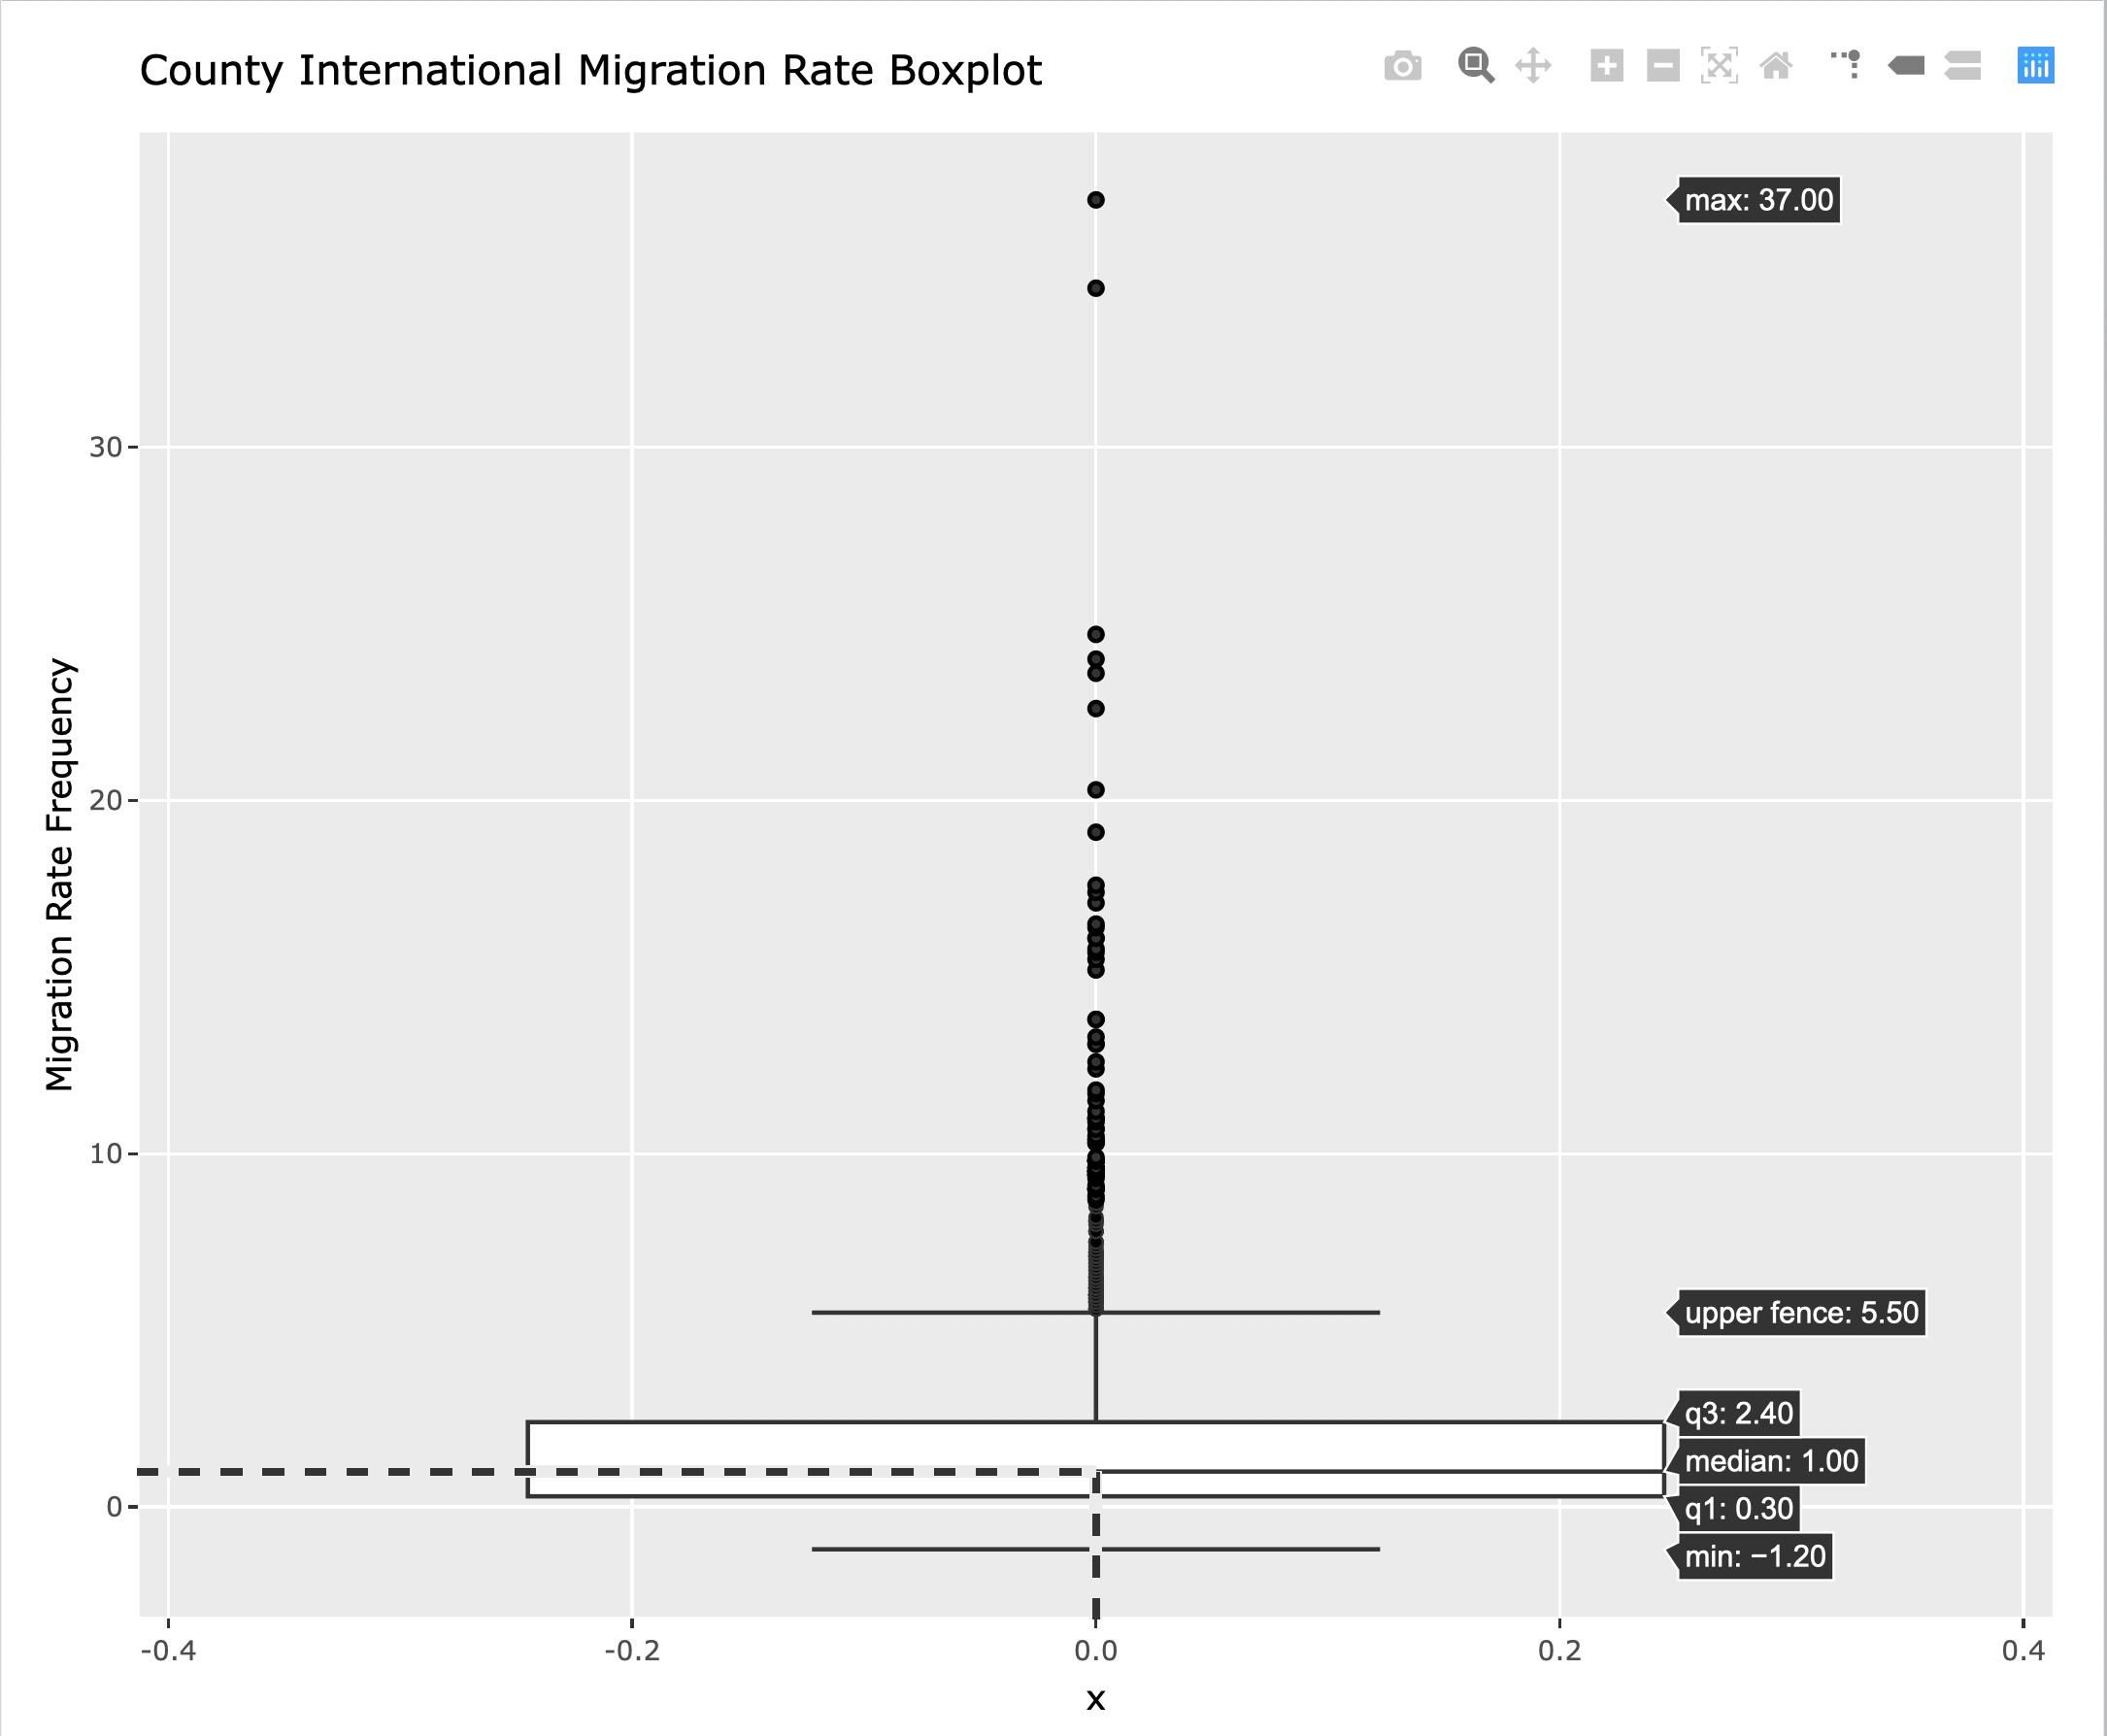 County International Migration Rate Boxplot
max: 37.00
30
20
10
0
Migration Rate Frequency
upper fence: 5.50
q3: 2.40
median: 1.00
q1: 0.30
min: −1.20
-0.4
-0.2
0.0
0.2
0.4
x